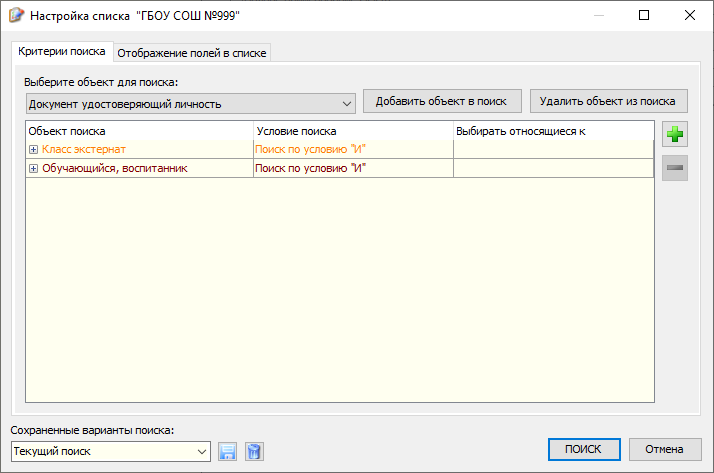 Настройка списка "ГБОУ СОШ №999"
Критерии поиска
Отображение полей в списке
Выберите объект для поиска:
Документ удостоверяющий личность
Добавить объект в поиск
Удалить объект из поиска
Объект поиска Условие поиска Выбирать относящиеся к
Класс экстернат Поиск по условию "И"
Обучающийся, воспитанник Поиск по условию "И"
Сохраненные варианты поиска:
Текущий поиск
ПОИСК
Отмена